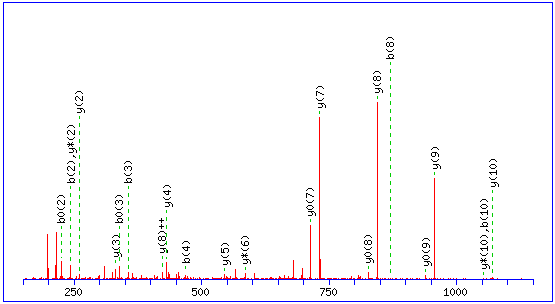 b0(2)
b(2),y*(2)
y(2)
y(3)
b0(3)
b(3)
y(8)++
y(4)
b(4)
y(5)
y*(6)
y0(7)
y(7)
y0(8)
y(8)
b(8)
y0(9)
y(9)
y*(10),b(10)
y(10)
250
500
750
1000